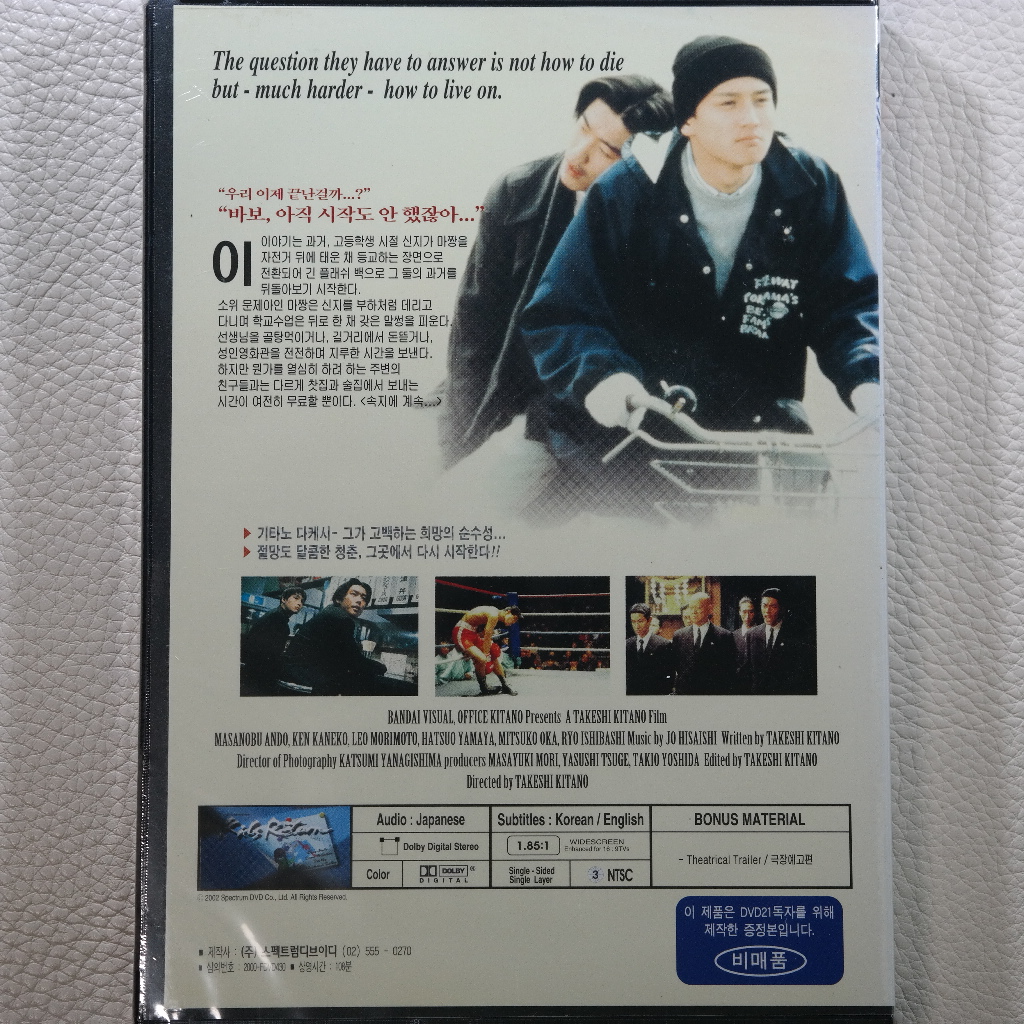 The question they have to answer is not how to die
but - much harder - how to live on.
“우리 이제 끝난걸까...?”
“바보, 아직 시작도 안 했잖아...”
이 이야기는 과거, 고등학생 시절 신지가 마짱을
자전거 뒤에 태운 채 등교하는 장면으로
전환되어 긴 플래쉬 백으로 그 둘의 과거를
뒤돌아보기 시작한다.
소위 문제아인 마짱은 신지를 부하처럼 데리고
다니며 학교수업은 뒤로 한 채 갖은 말썽을 피운다.
선생님을 골탕먹이거나, 길거리에서 돈뜯거나,
성인영화관을 전전하며 지루한 시간을 보낸다.
하지만 뭔가를 열심히 하려 하는 주변의
친구들과는 다르게 찻집과 술집에서 보내는
시간이 여전히 무료할 뿐이다. <속지에 계속...>
기타노 다케시- 그가 고백하는 희망의 순수성...
절망도 달콤한 청춘, 그곳에서 다시 시작한다!!
BANDAI VISUAL, OFFICE KITANO Presents A TAKESHI KITANO Film
MASANOBU ANDO, KEN KANEKO, LEO MORIMOTO, HATSUO YAMAYA, MITSUKO OKA, RYO ISHIBASHI Music by JO HISAISHI Written by TAKESHI KITANO
Director of Photography KATSUMI YANAGISHIMA producers MASAYUKI MORI, YASUSHI TSUGE, TAKIO YOSHIDA Edited by TAKESHI KITANO
Directed by TAKESHI KITANO
Kids Return
Audio : Japanese
Dolby Digital Stereo
Color
DOLBY
DIGITAL
Subtitles : Korean / English
1.85:1
WIDESCREEN
Enhanced for 16 : 9TVs
Single - Sided
Single Layer
3 NTSC
BONUS MATERIAL
- Theatrical Trailer / 극장예고편
© 2002 Spectrum DVD Co., Ltd. All Rights Reserved.
이 제품은 DVD21독자를 위해
제작한 증정본입니다.
비매품
■ 제작사 : (주)스펙트럼디브이디 (02) 555 - 0270
■ 심의번호 : ■ 상영시간 : 108분